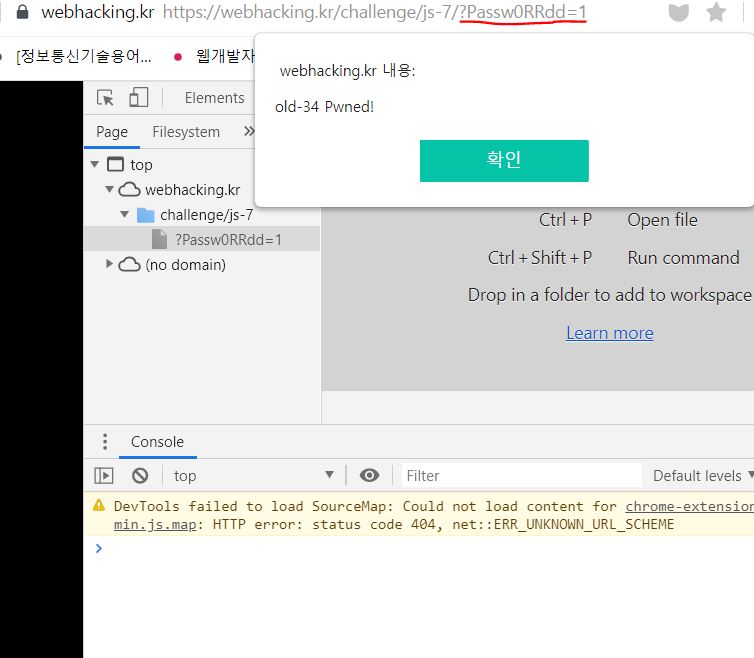 webhacking.kr https://webhacking.kr/challenge/js-7/?Passw0RRdd=1
[정보통신기술용어... 웹개발자
webhacking.kr 내용:
old-34 Pwned!
확인
Elements
Page Filesystem »
top
webhacking.kr
challenge/js-7
?Passw0RRdd=1
(no domain)
Ctrl + P Open file
Ctrl + Shift + P Run command
Drop in a folder to add to workspace
Learn more
Console
top Filter Default levels
DevTools failed to load SourceMap: Could not load content for chrome-extension
min.js.map: HTTP error: status code 404, net::ERR_UNKNOWN_URL_SCHEME